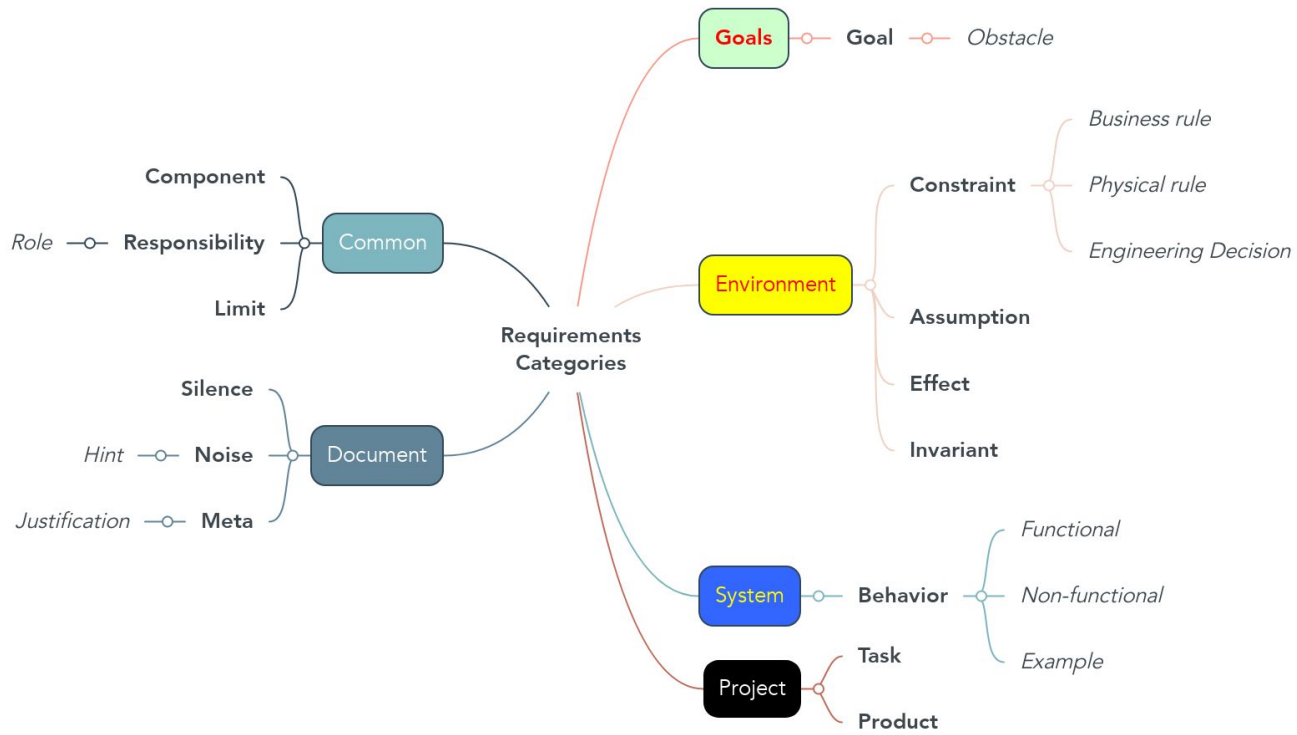 Requirements
Categories
Goals
Goal
Obstacle
Environment
Constraint
Business rule
Physical rule
Engineering Decision
Assumption
Effect
Invariant
System
Behavior
Functional
Non-functional
Example
Project
Task
Product
Common
Component
Responsibility
Role
Limit
Document
Silence
Noise
Hint
Meta
Justification